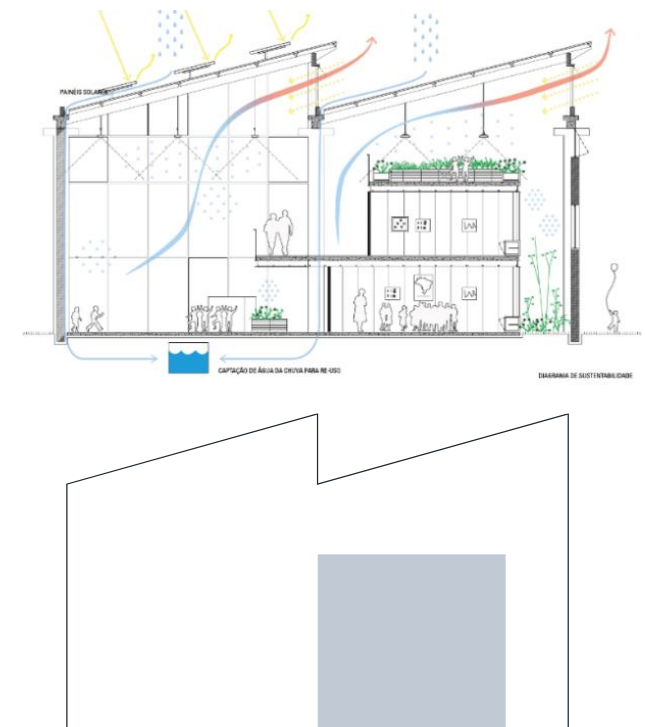 PAINÉIS SOLARES
CAPTAÇÃO DE ÁGUA DA CHUVA PARA RE-USO
DIAGRAMA DE SUSTENTABILIDADE